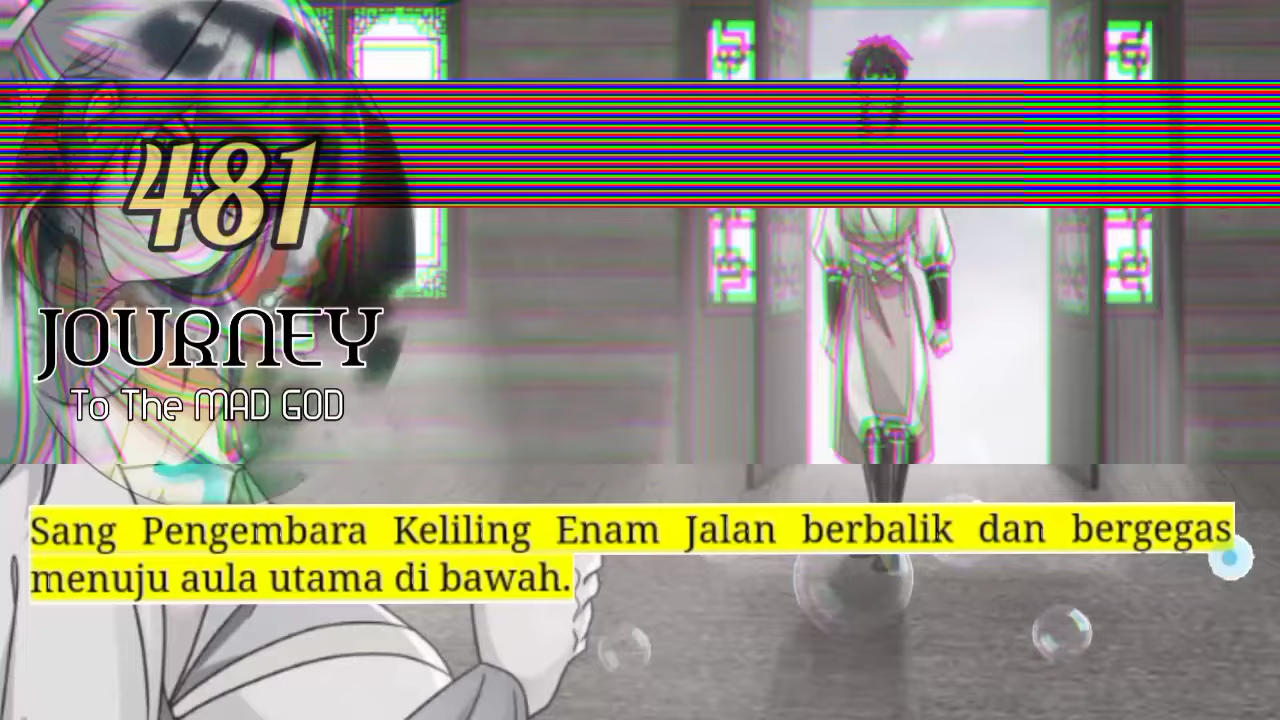 481
JOURNEY
To The MAD GOD
Sang Pengembara Keliling Enam Jalan berbalik dan bergegas
menuju aula utama di bawah.